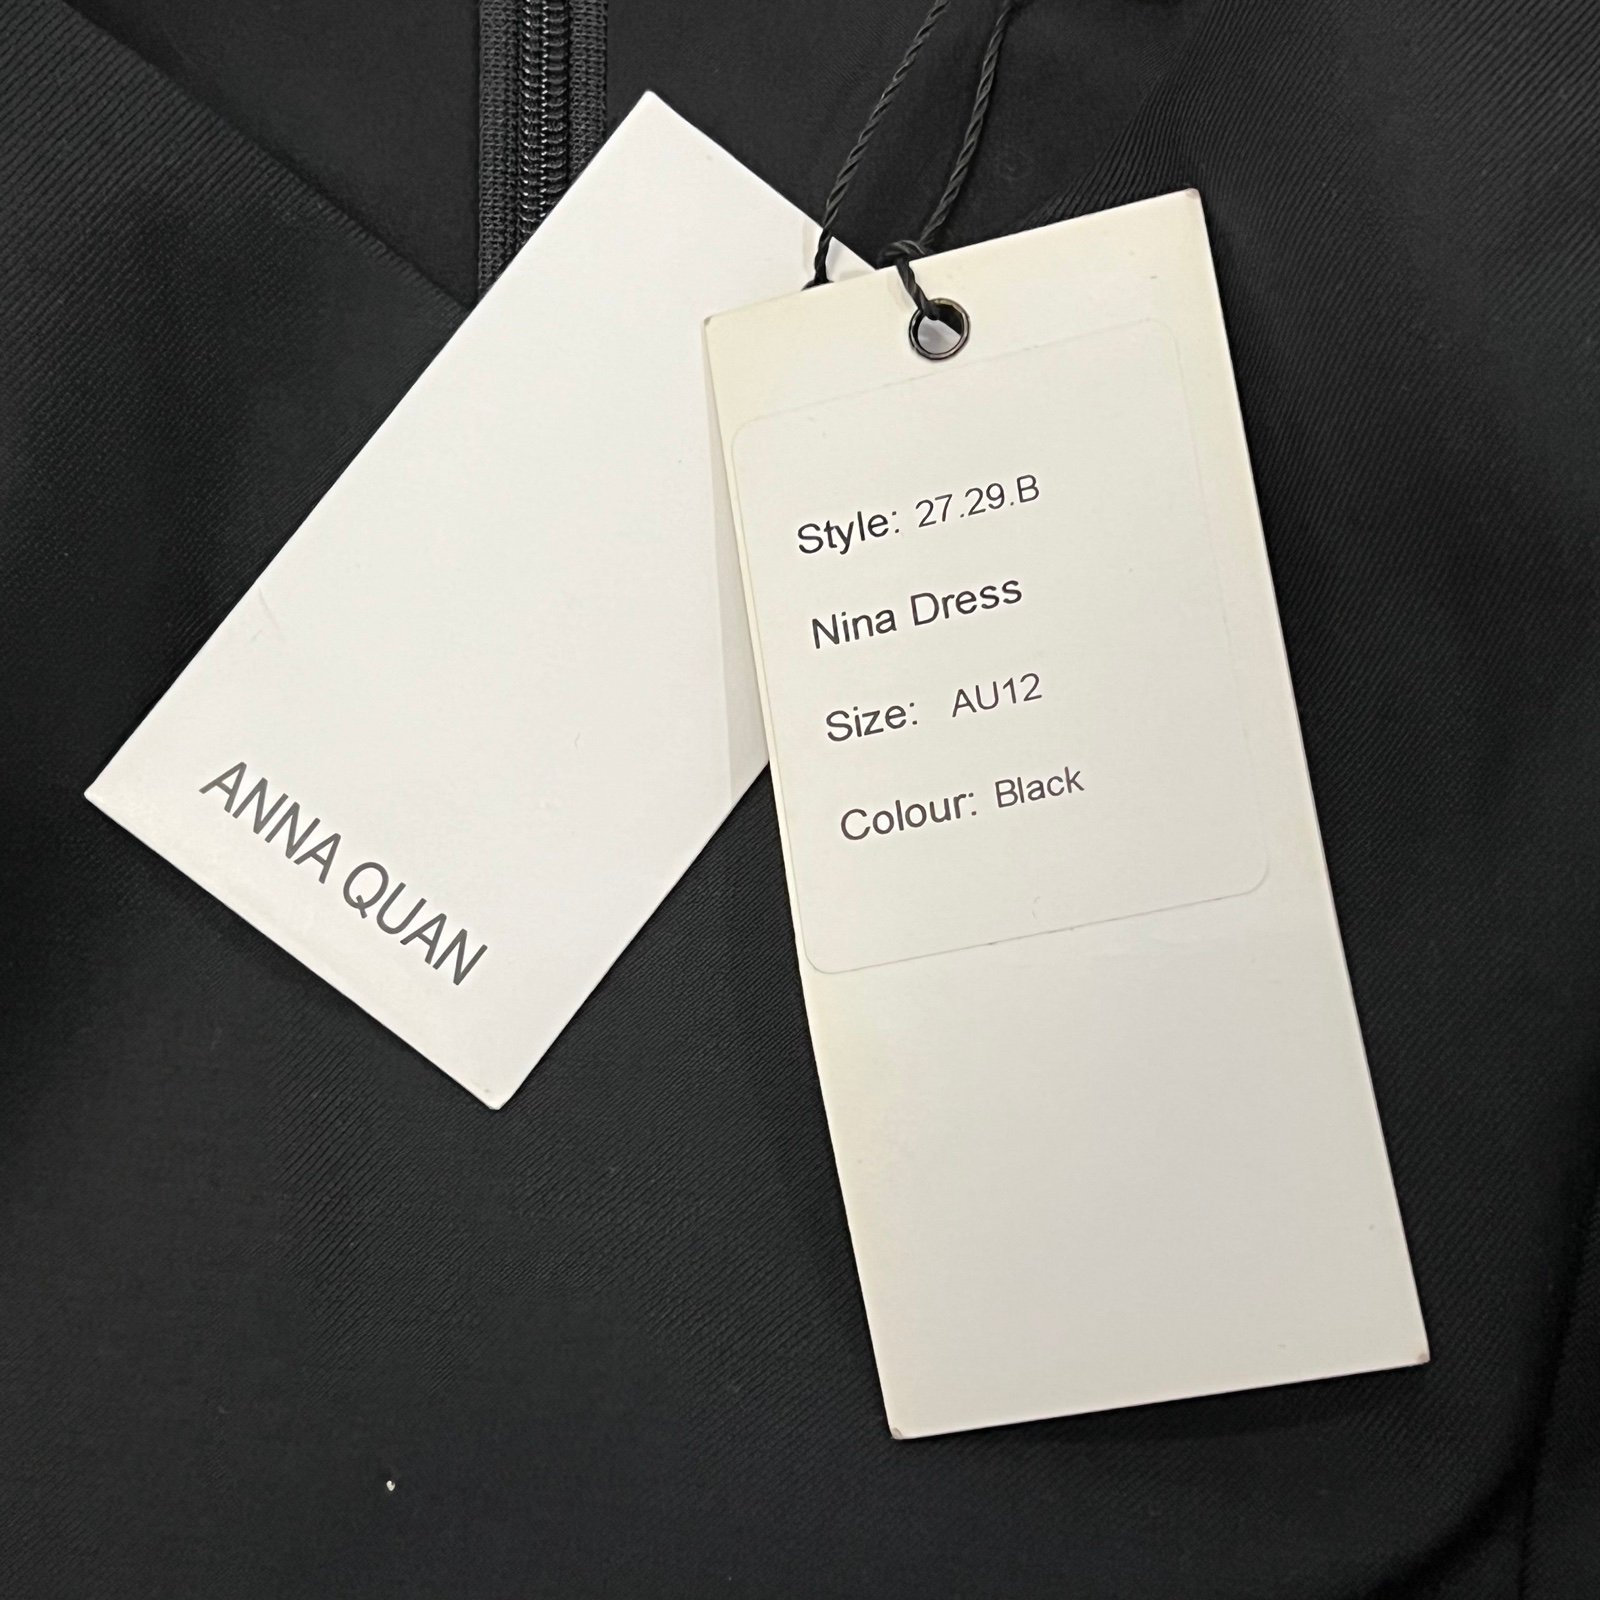 ANNA QUAN
Style: 27.29.B
Nina Dress
Size: AU12
Colour: Black